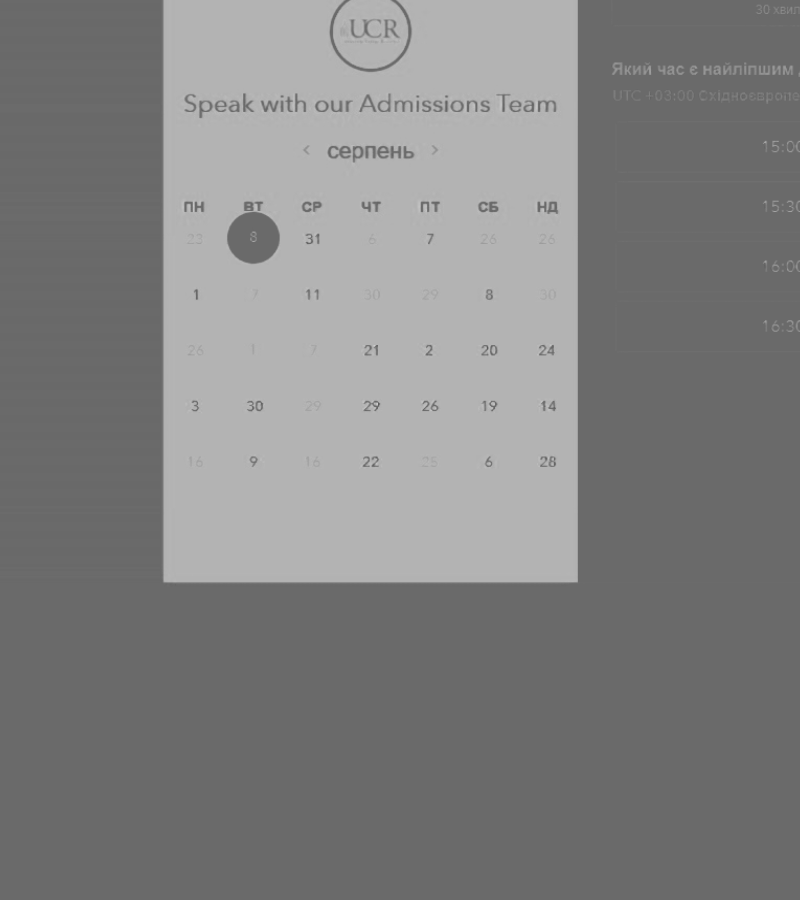 UCR
Speak with our Admissions Team
< серпень >
ПН ВТ СР ЧТ ПТ СБ НД
23 8 31 6 7 26 26
1 7 11 30 29 8 30
26 1 7 21 2 20 24
3 30 29 29 26 19 14
16 9 16 22 25 6 28
30 хвил
Який час є найліпшим
UTC +03:00 Східноєвропе
15:00
15:30
16:00
16:30